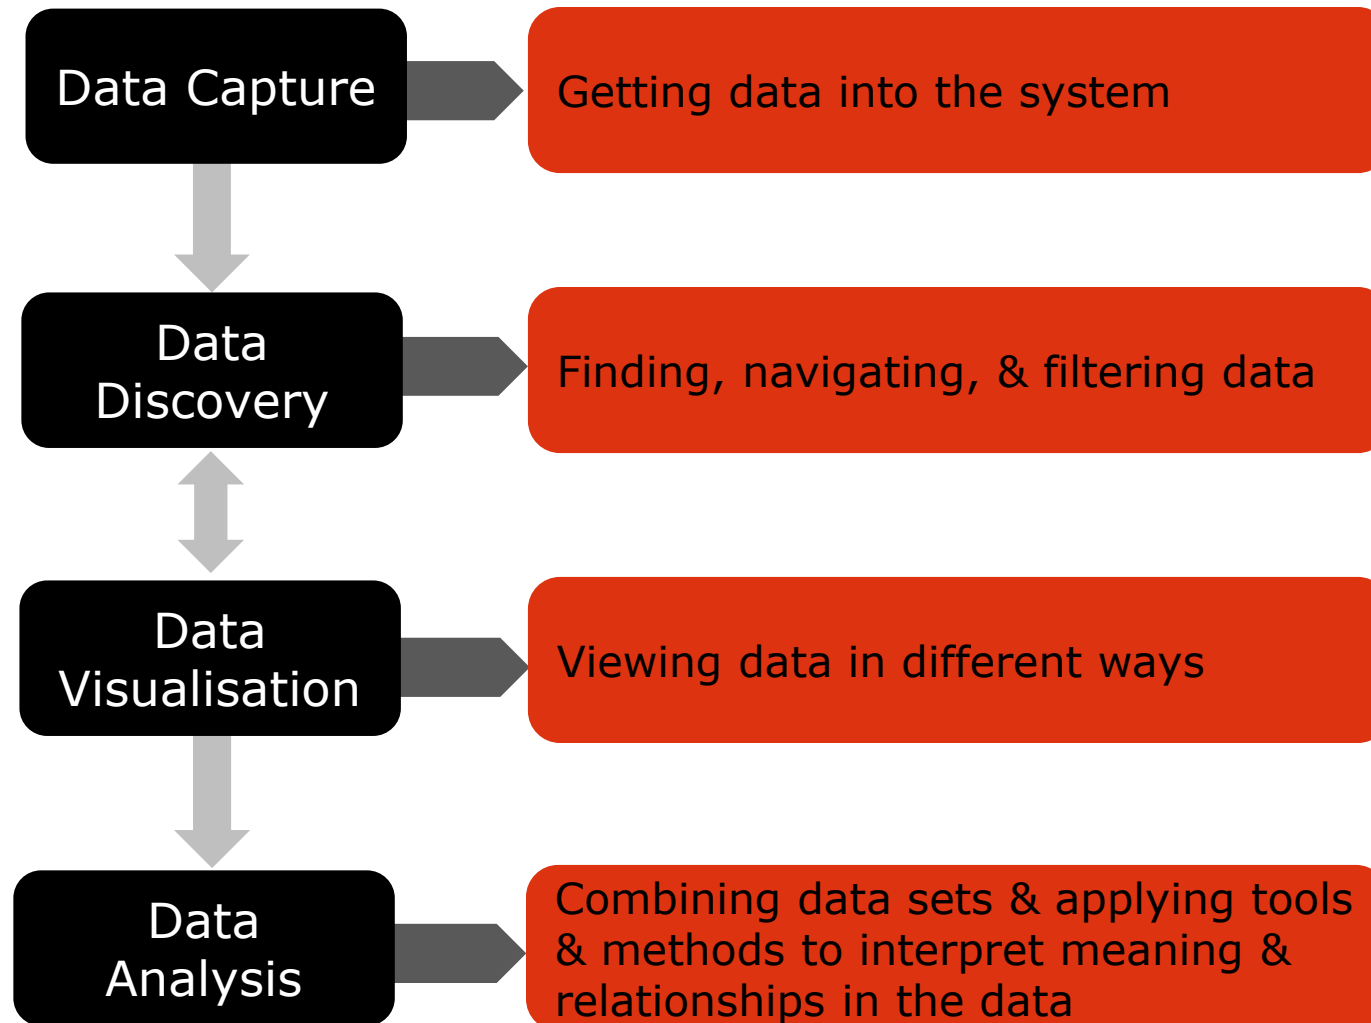 Data Capture
Getting data into the system
Data
Discovery
Finding, navigating, & filtering data
Data
Visualisation
Viewing data in different ways
Data
Analysis
Combining data sets & applying tools
& methods to interpret meaning &
relationships in the data